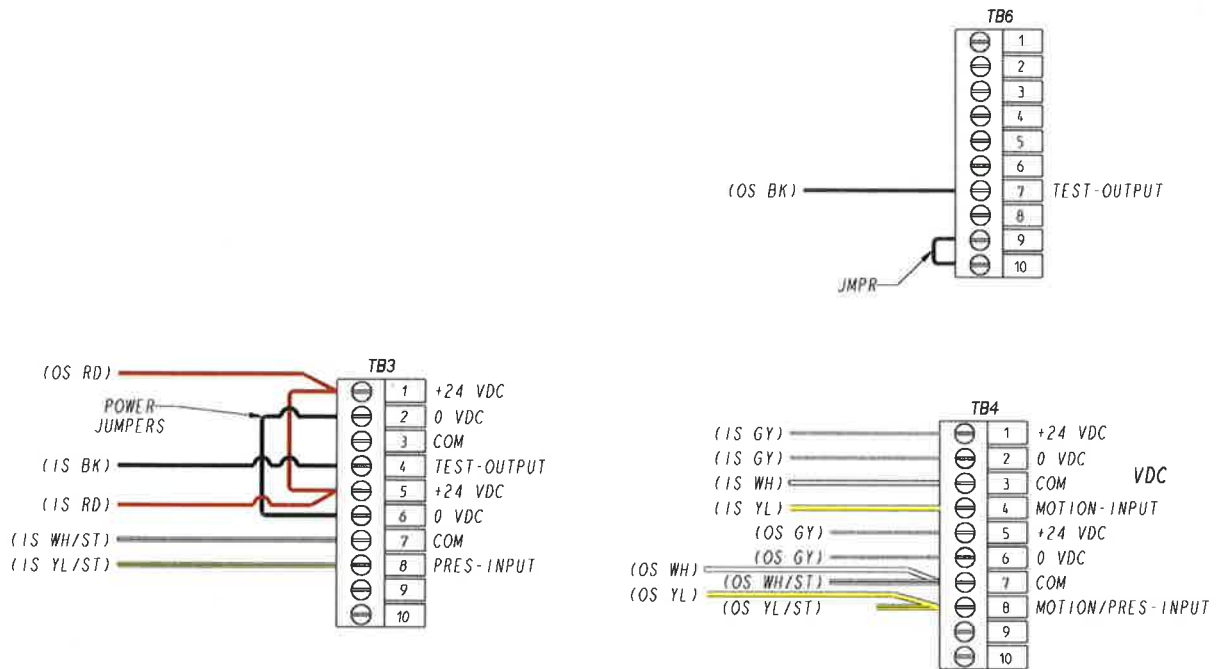 TB6
1
2
3
4
5
6
(OS BK) 7 TEST-OUTPUT
8
9
10
JMPR
TB3
(OS RD) 1 +24 VDC
POWER JUMPERS
2 0 VDC
3 COM
(IS BK) 4 TEST-OUTPUT
5 +24 VDC
(IS RD)
6 0 VDC
(IS WH/ST) 7 COM
(IS YL/ST) 8 PRES-INPUT
9
10
TB4
(IS GY) 1 +24 VDC
(IS GY) 2 0 VDC
VDC
(IS WH) 3 COM
(IS YL) 4 MOTION-INPUT
(OS GY) 5 +24 VDC
(OS GY) 6 0 VDC
(OS WH)
(OS WH/ST) 7 COM
(OS YL)
(OS YL/ST) 8 MOTION/PRES-INPUT
9
10